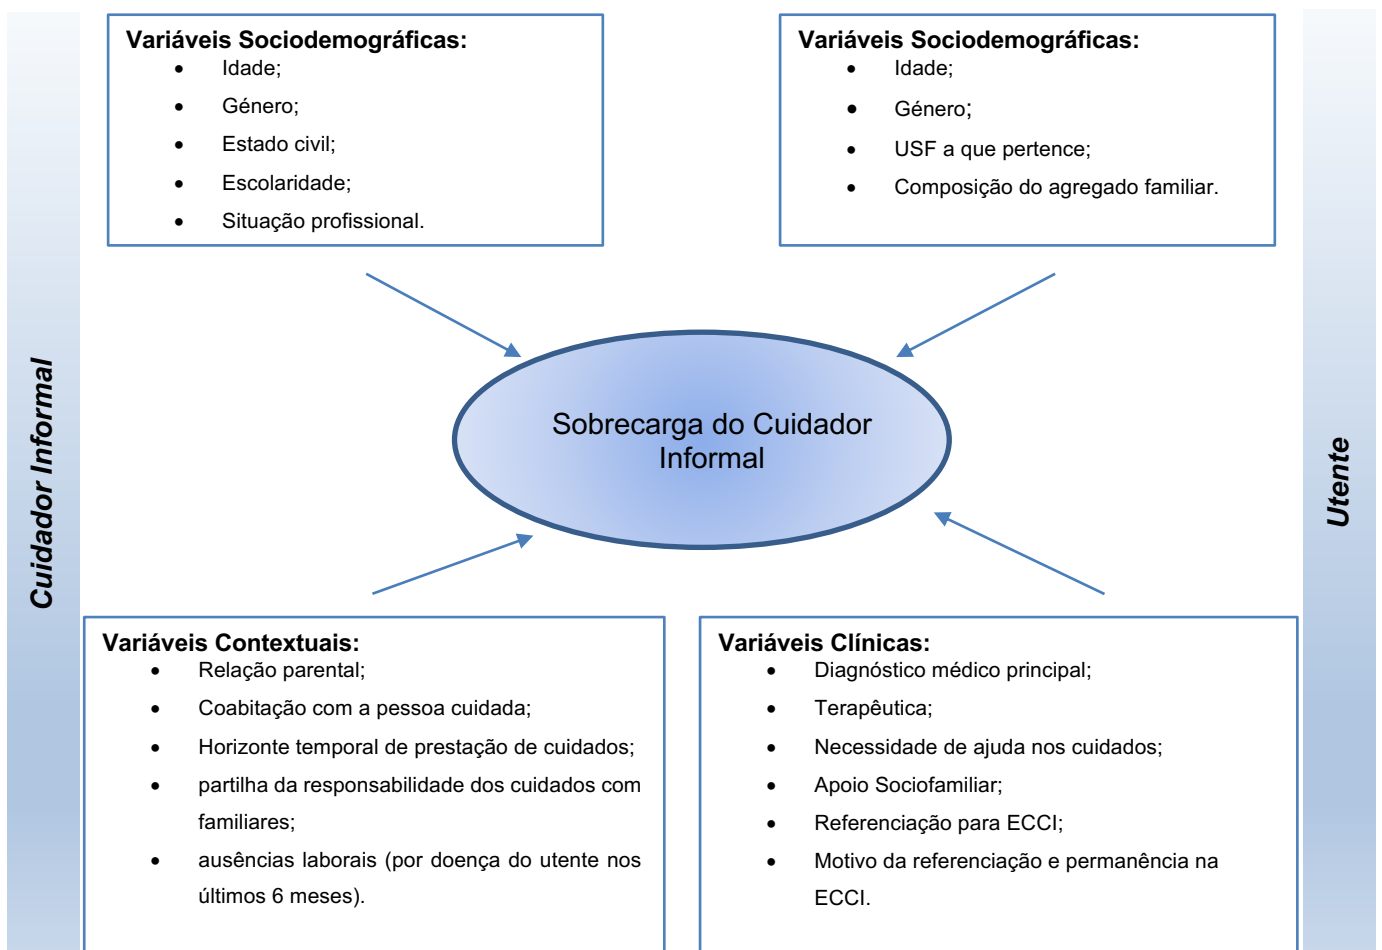 Cuidador Informal
Variáveis Sociodemográficas:
• Idade;
• Género;
• Estado civil;
• Escolaridade;
• Situação profissional.
Variáveis Sociodemográficas:
• Idade;
• Género;
• USF a que pertence;
• Composição do agregado familiar.
Sobrecarga do Cuidador
Informal
Variáveis Contextuais:
• Relação parental;
• Coabitação com a pessoa cuidada;
• Horizonte temporal de prestação de cuidados;
• partilha da responsabilidade dos cuidados com
familiares;
• ausências laborais (por doença do utente nos
últimos 6 meses).
Variáveis Clínicas:
• Diagnóstico médico principal;
• Terapêutica;
• Necessidade de ajuda nos cuidados;
• Apoio Sociofamiliar;
• Referenciação para ECCI;
• Motivo da referenciação e permanência na
ECCI.
Utente